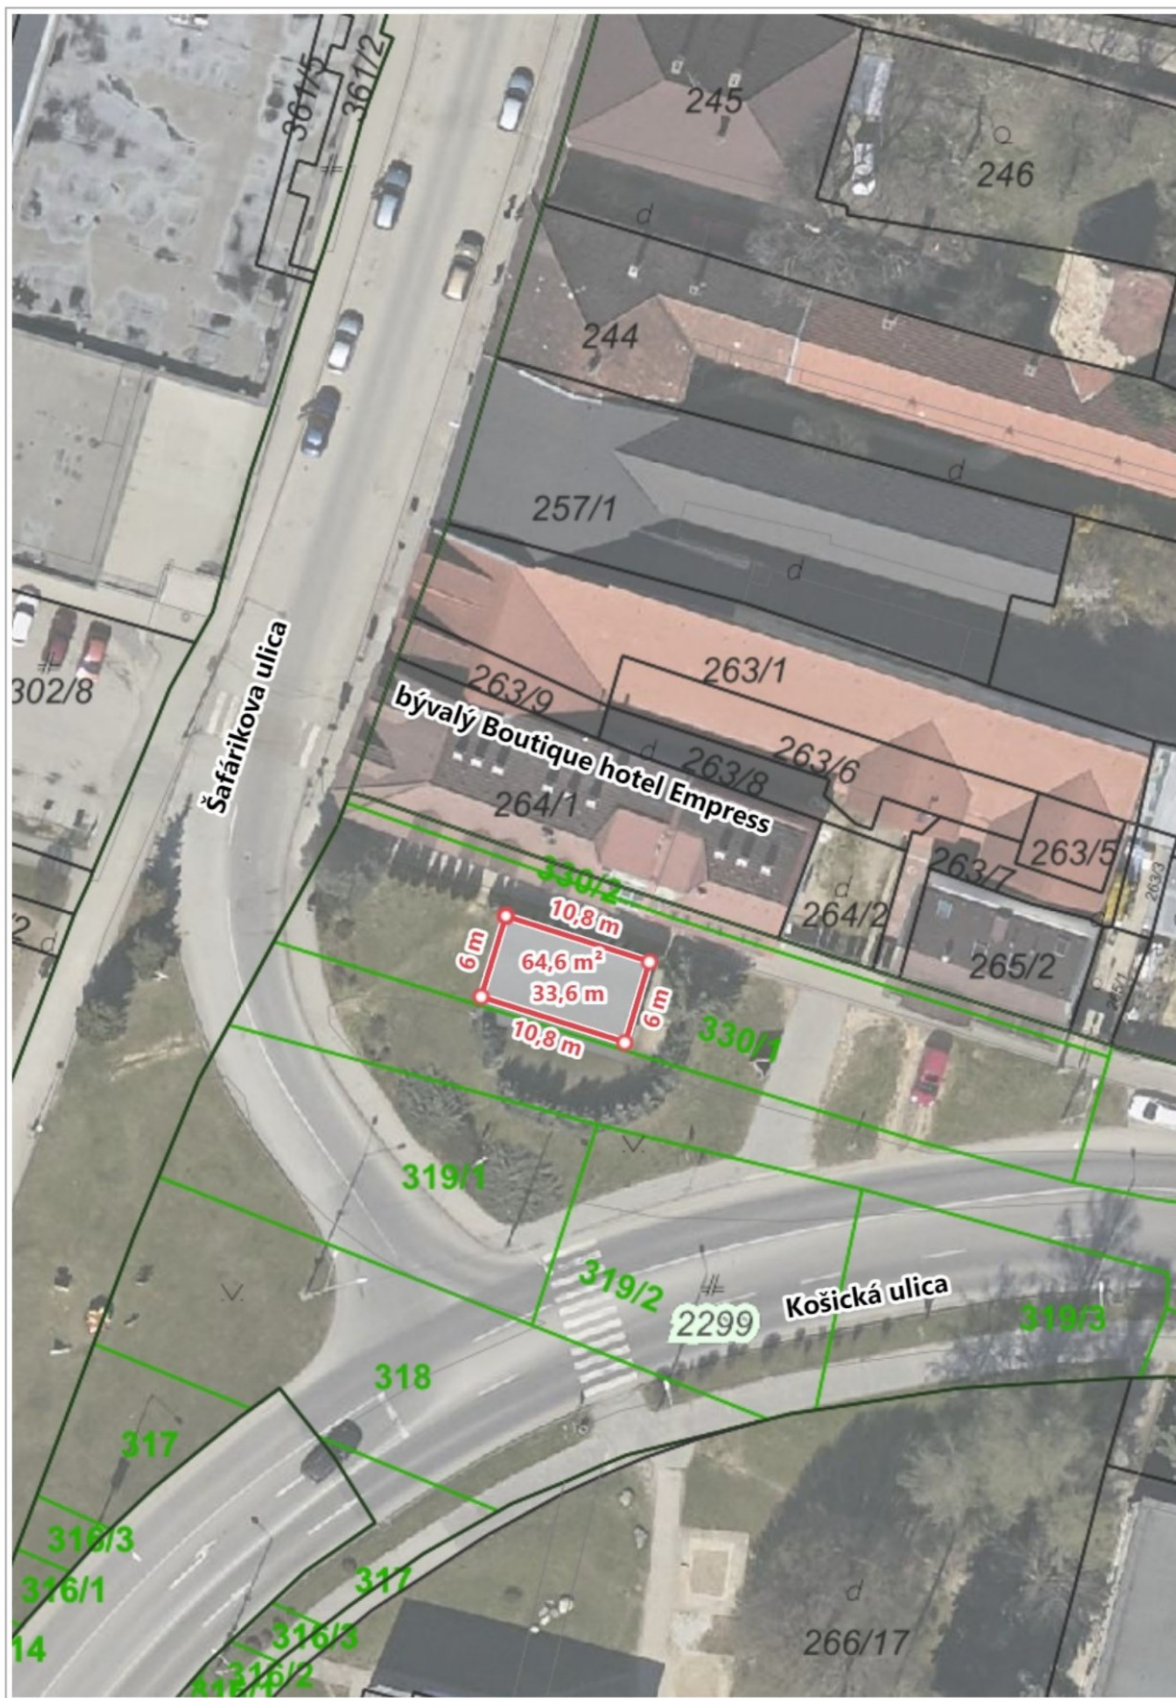 361/5
361/2
245
246
d
244
d
257/1
d
302/8
Šafárikova ulica
263/1
263/9
bývalý Boutique hotel Empress
d
263/8
263/6
264/1
263/5
263/7
263/3
330/2
d
264/2
265/2
10,8 m
6 m
64,6 m²
33,6 m
6 m
10,8 m
330/1
/2
d
319/1
319/2
2299
Košická ulica
319/3
318
317
316/3
316/1
14
317
316/3
316/2
d
266/17